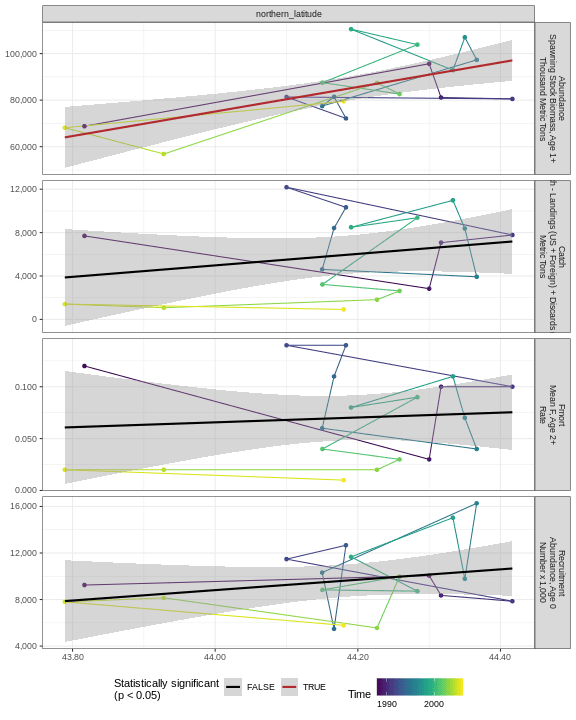 northern_latitude
100,000
80,000
60,000
Abundance
Spawning Stock Biomass, Age 1+
Thousand Metric Tons
12,000
8,000
4,000
0
Catch
h - Landings (US + Foreign) + Discards
Metric Tons
0.100
0.050
0.000
Fmort
Mean F, Age 2+
Rate
16,000
12,000
8,000
4,000
Recruitment
Abundance, Age 0
Number x 1,000
43.80
44.00
44.20
44.40
Statistically significant
(p < 0.05)
FALSE
TRUE
Time
1990
2000